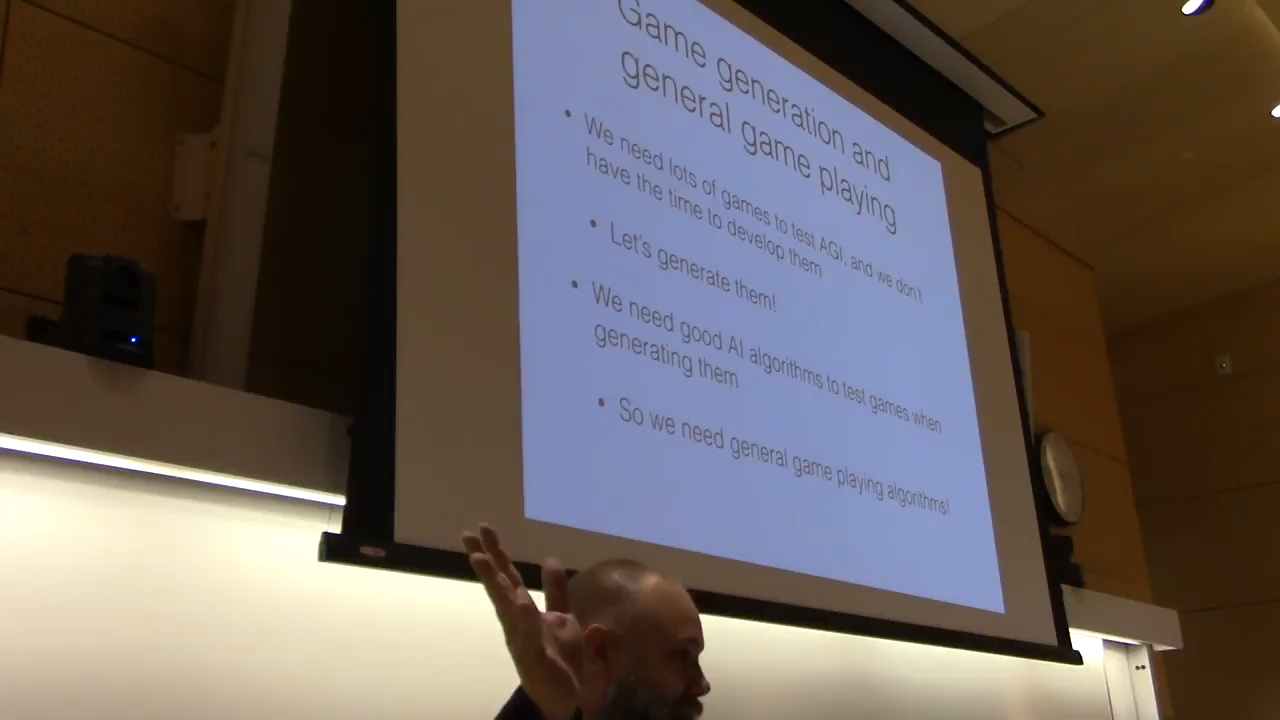 Game generation and
general game playing
• We need lots of games to test AGI, and we don't
have the time to develop them
• Let's generate them!
• We need good AI algorithms to test games when
generating them
• So we need general game playing algorithms!